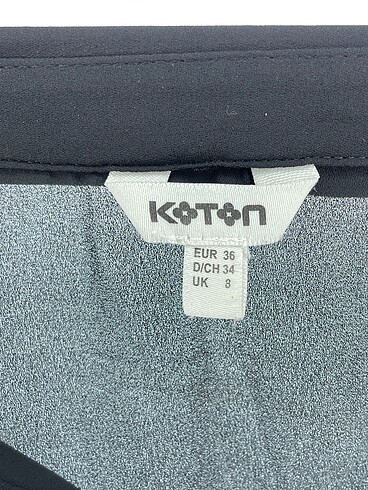 KOTON
EUR 36
D/CH 34
UK 8